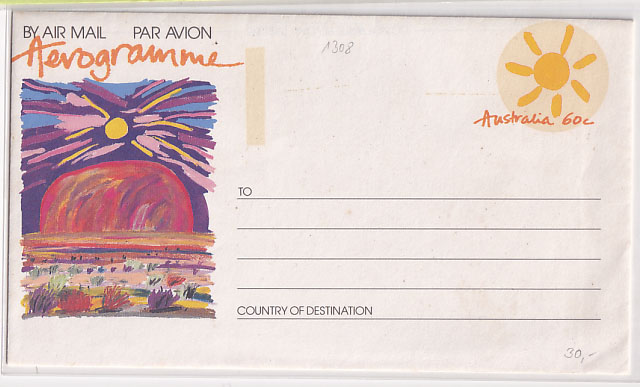 BY AIR MAIL PAR AVION
Aerogramme
1308
Australia 60c
TO
COUNTRY OF DESTINATION
30,-